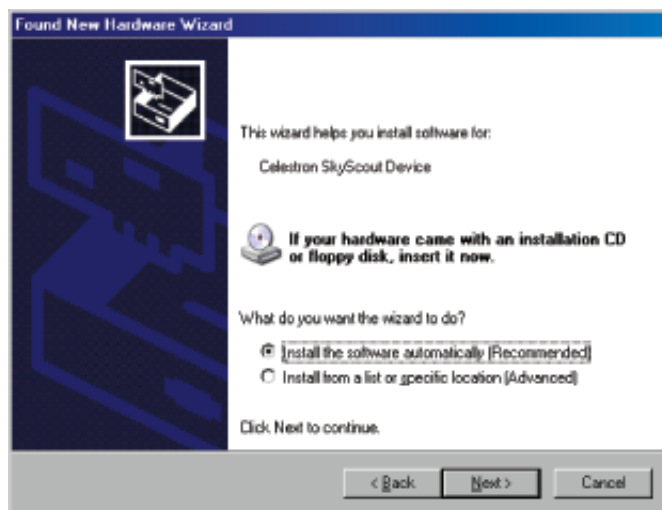 Found New Hardware Wizard
This wizard helps you install software for:
Celestron SkyScout Device
If your hardware came with an installation CD
or floppy disk, insert it now.
What do you want the wizard to do?
Install the software automatically (Recommended)
Install from a list or specific location (Advanced)
Click Next to continue.
< Back Next > Cancel